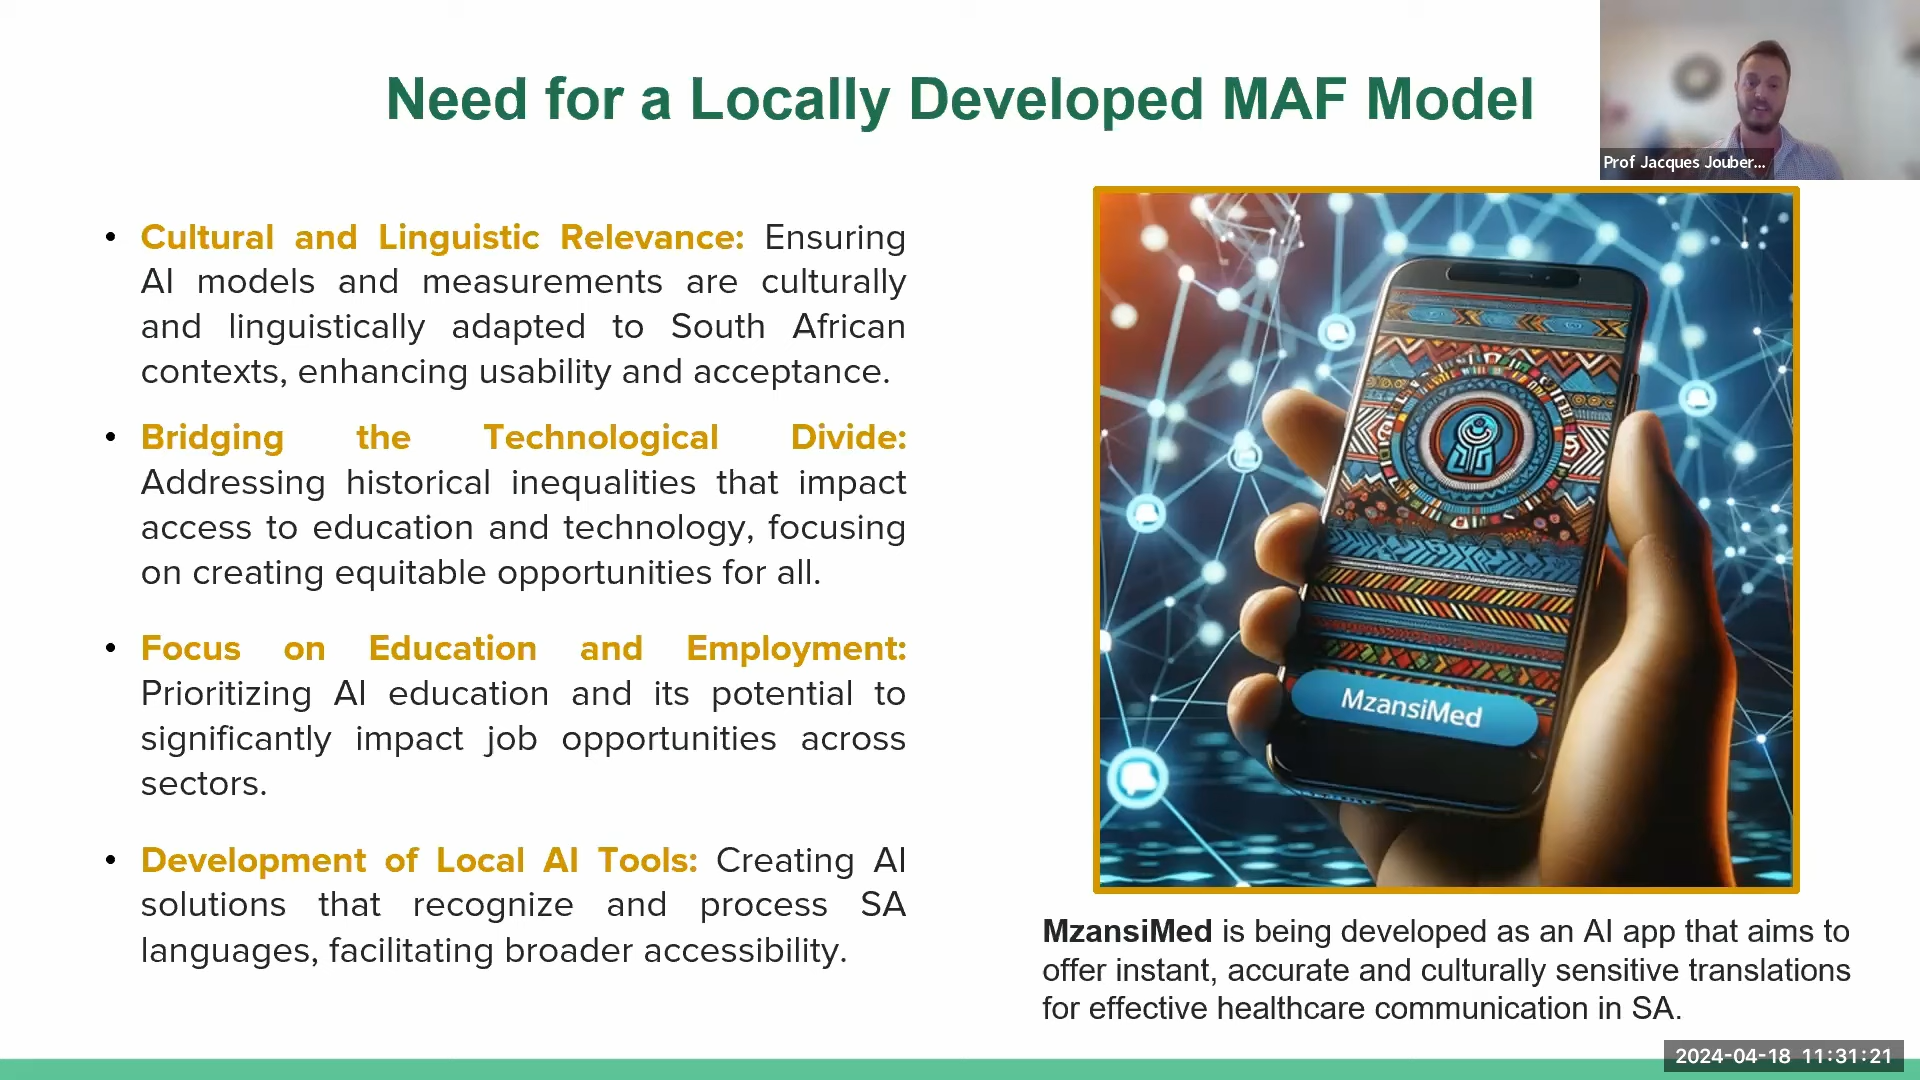 Need for a Locally Developed MAF Model
Prof Jacques Jouber...
• Cultural and Linguistic Relevance: Ensuring
AI models and measurements are culturally
and linguistically adapted to South African
contexts, enhancing usability and acceptance.
• Bridging the Technological Divide:
Addressing historical inequalities that impact
access to education and technology, focusing
on creating equitable opportunities for all.
• Focus on Education and Employment:
Prioritizing AI education and its potential to
significantly impact job opportunities across
sectors.
• Development of Local AI Tools: Creating AI
solutions that recognize and process SA
languages, facilitating broader accessibility.
MzansiMed
MzansiMed is being developed as an AI app that aims to
offer instant, accurate and culturally sensitive translations
for effective healthcare communication in SA.
2024-04-18 11:31:21